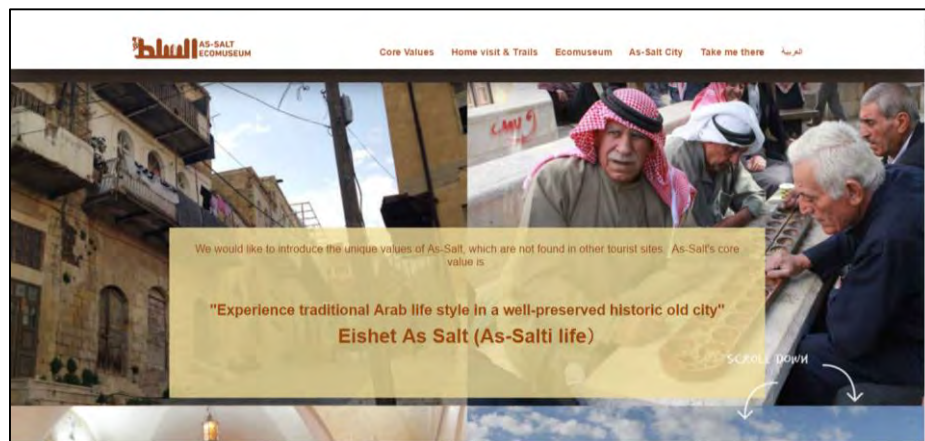 السلط
AS-SALT
ECOMUSEUM
Core Values Home visit & Trails Ecomuseum As-Salt City Take me there العربية
We would like to introduce the unique values of As-Salt, which are not found in other tourist sites. As-Salt's core
value is
"Experience traditional Arab life style in a well-preserved historic old city"
Eishet As Salt (As-Salti life）
SCROLL DOWN